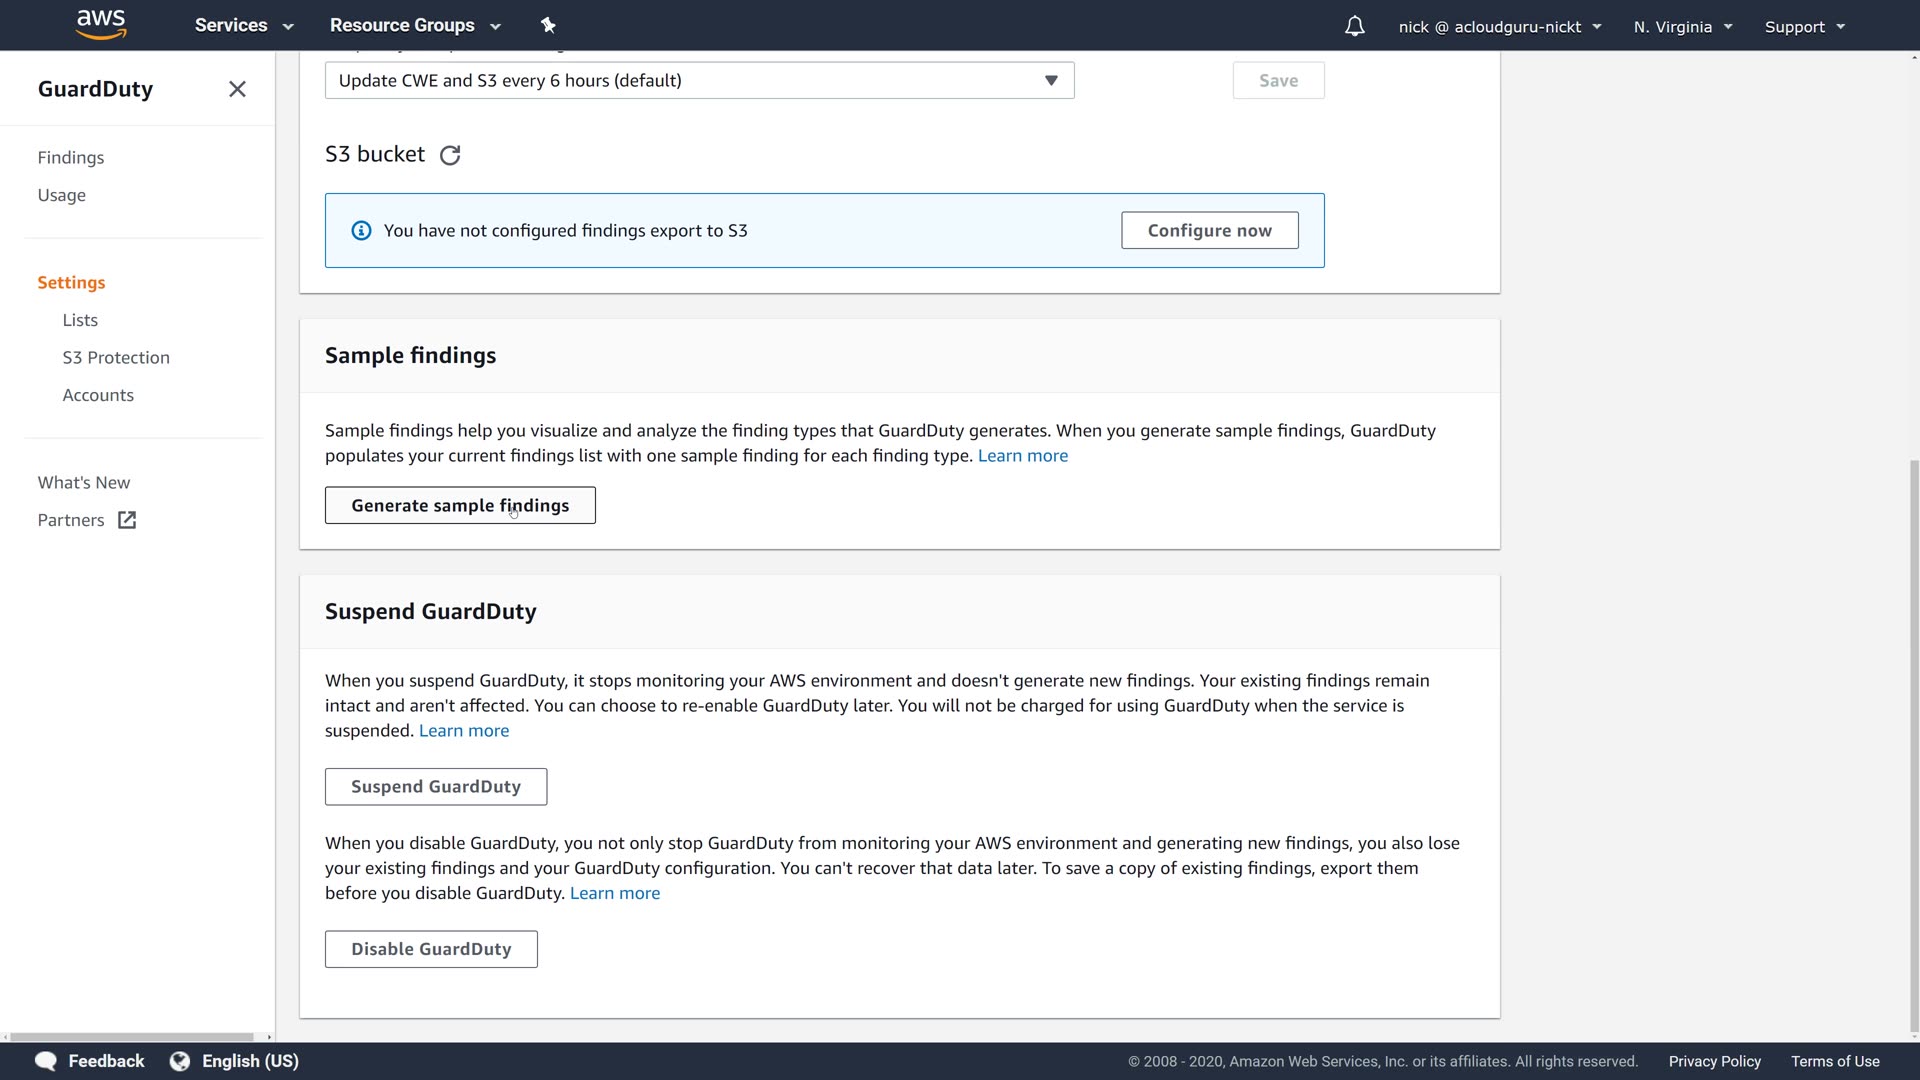 aws
Services
Resource Groups
nick @ acloudguru-nickt
N. Virginia
Support
GuardDuty
Findings
Usage
Settings
Lists
S3 Protection
Accounts
What's New
Partners
Update CWE and S3 every 6 hours (default)
Save
S3 bucket
You have not configured findings export to S3
Configure now
Sample findings
Sample findings help you visualize and analyze the finding types that GuardDuty generates. When you generate sample findings, GuardDuty
populates your current findings list with one sample finding for each finding type. Learn more
Generate sample findings
Suspend GuardDuty
When you suspend GuardDuty, it stops monitoring your AWS environment and doesn't generate new findings. Your existing findings remain
intact and aren't affected. You can choose to re-enable GuardDuty later. You will not be charged for using GuardDuty when the service is
suspended. Learn more
Suspend GuardDuty
When you disable GuardDuty, you not only stop GuardDuty from monitoring your AWS environment and generating new findings, you also lose
your existing findings and your GuardDuty configuration. You can't recover that data later. To save a copy of existing findings, export them
before you disable GuardDuty. Learn more
Disable GuardDuty
Feedback
English (US)
© 2008 - 2020, Amazon Web Services, Inc. or its affiliates. All rights reserved.
Privacy Policy
Terms of Use